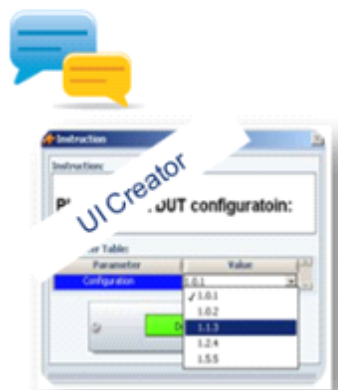 Instruction
Instruction:
UI Creator
DUT configuratoin:
Table:
Parameter Value
Configuration 1.0.1
✓ 1.0.1
1.0.2
1.1.3
1.2.4
1.5.5